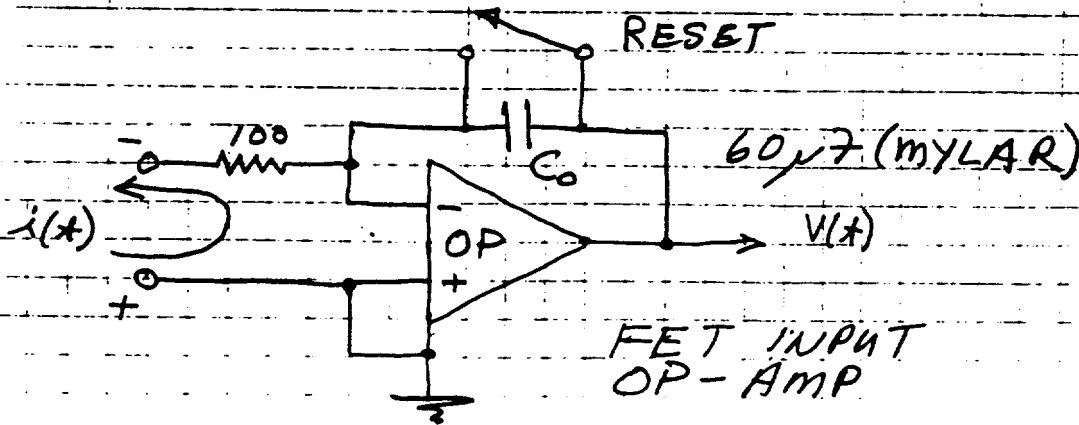 RESET
100
-
C₀
60μf (MYLAR)
i(t)
-
OP
+
V(t)
+
FET INPUT
OP-AMP